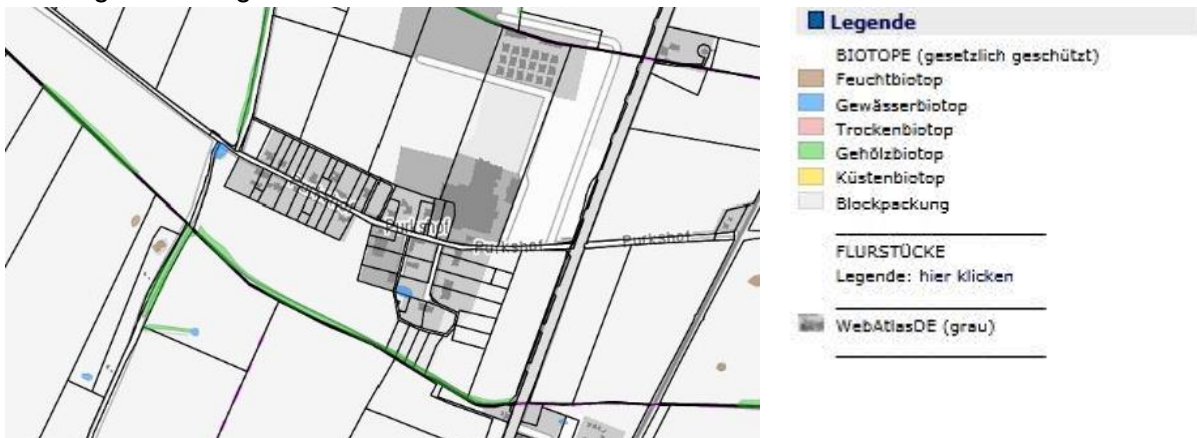 Purkshof
Purkshof
Purkshof
Legende
BIOTOPE (gesetzlich geschützt)
Feuchtbiotop
Gewässerbiotop
Trockenbiotop
Gehölzbiotop
Küstenbiotop
Blockpackung
FLURSTÜCKE
Legende: hier klicken
WebAtlasDE (grau)